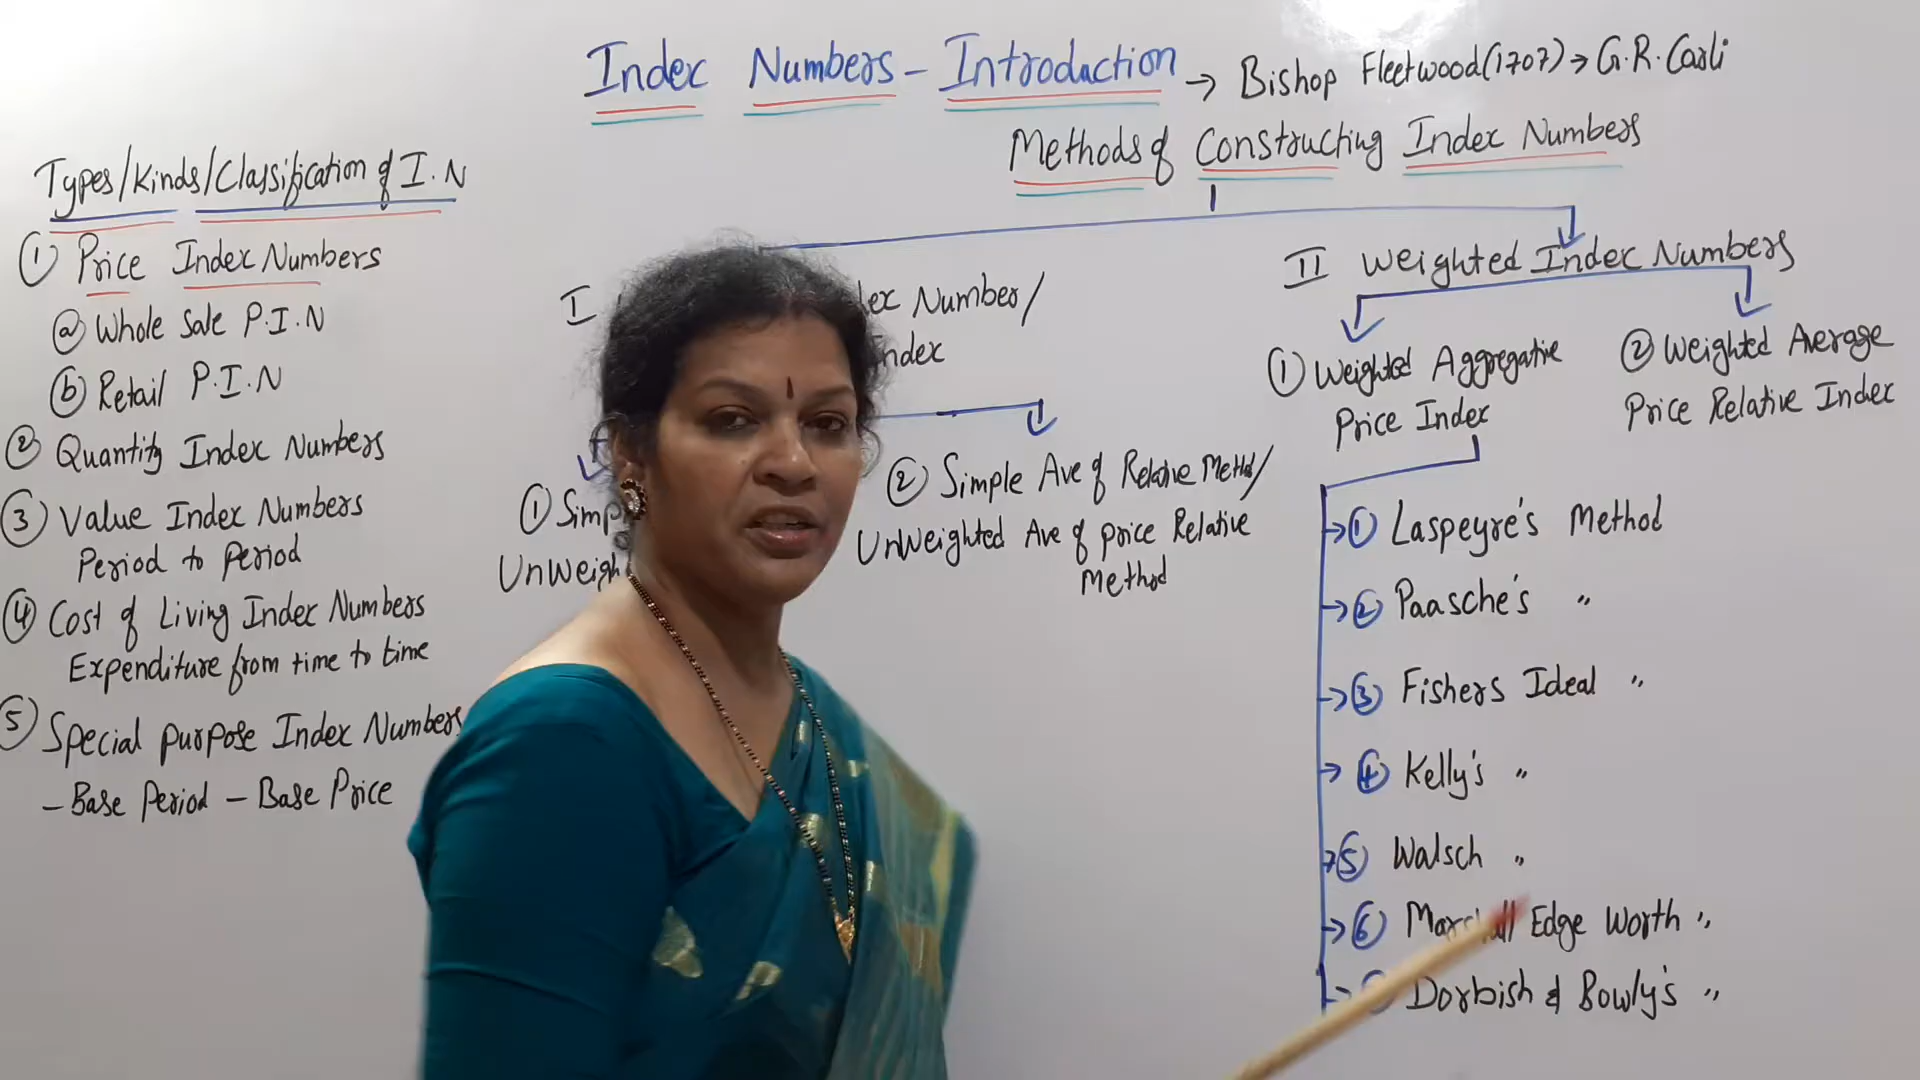 Index Numbers - Introduction → Bishop Fleetwood (1707) → G.R. Carli
Methods of Constructing Index Numbers
Types/Kinds/Classification of I.N
① Price Index Numbers
ⓐ Whole Sale P.I.N
ⓑ Retail P.I.N
② Quantity Index Numbers
③ Value Index Numbers
Period to Period
④ Cost of Living Index Numbers
Expenditure from time to time
⑤ Special purpose Index Numbers
- Base Period - Base Price
I
Number/
① 
② Simple Ave of Relative Method/
UnWeighted Ave of price Relative
Method
II Weighted Index Numbers
① Weighted Aggregative
Price Index
② Weighted Average
Price Relative Index
→ ① Laspeyre's Method
→ ② Paasche's "
→ ③ Fishers Ideal "
→ ④ Kelly's "
→ ⑤ Walsch "
→ ⑥ Marshall Edge Worth "
→ Dorbish & Bowly's "